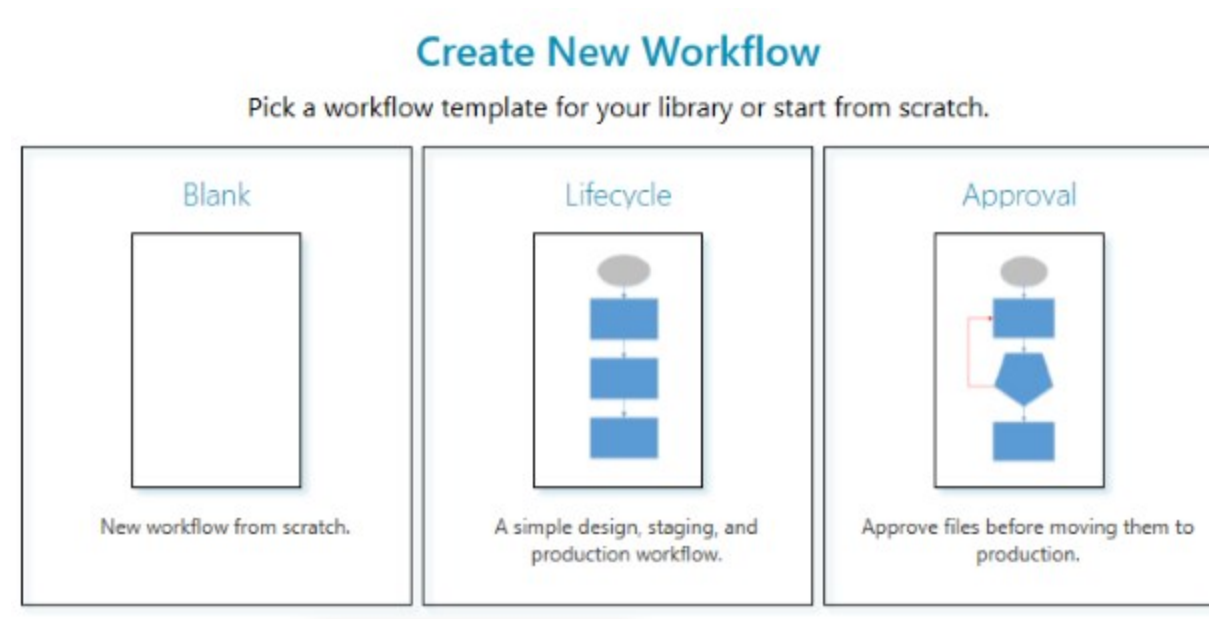 Create New Workflow
Pick a workflow template for your library or start from scratch.
Blank
New workflow from scratch.
Lifecycle
A simple design, staging, and
production workflow.
Approval
Approve files before moving them to
production.